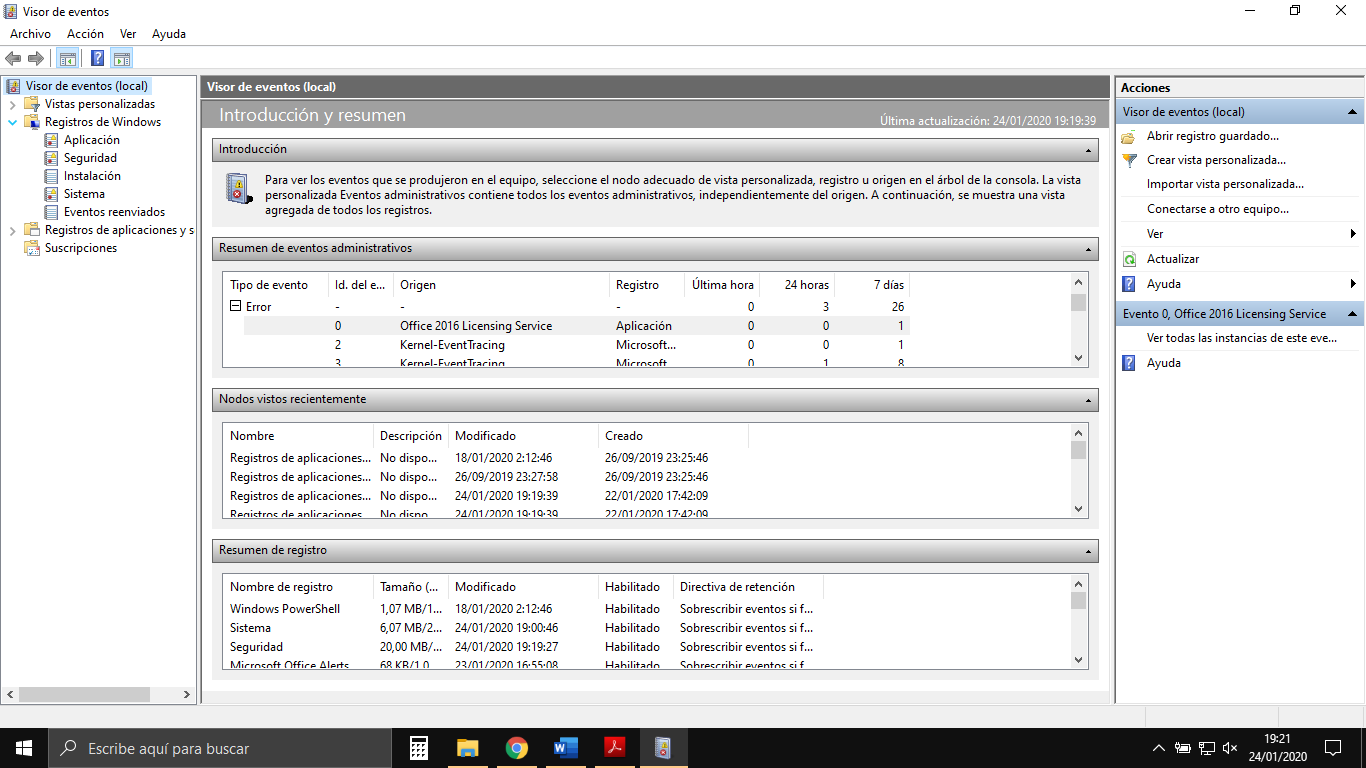 Visor de eventos
Archivo Acción Ver Ayuda
Visor de eventos (local)
Vistas personalizadas
Registros de Windows
Aplicación
Seguridad
Instalación
Sistema
Eventos reenviados
Registros de aplicaciones y s
Suscripciones
Visor de eventos (local)
Introducción y resumen
Última actualización: 24/01/2020 19:19:39
Introducción
Para ver los eventos que se produjeron en el equipo, seleccione el nodo adecuado de vista personalizada, registro u origen en el árbol de la consola. La vista
personalizada Eventos administrativos contiene todos los eventos administrativos, independientemente del origen. A continuación, se muestra una vista
agregada de todos los registros.
Resumen de eventos administrativos
Tipo de evento Id. del e... Origen Registro Última hora 24 horas 7 días
Error - - - 0 3 26
0 Office 2016 Licensing Service Aplicación 0 0 1
2 Kernel-EventTracing Microsoft... 0 0 1
3 Kernel-EventTracing Microsoft 0 1 8
Nodos vistos recientemente
Nombre Descripción Modificado Creado
Registros de aplicaciones... No dispo... 18/01/2020 2:12:46 26/09/2019 23:25:46
Registros de aplicaciones... No dispo... 26/09/2019 23:27:58 26/09/2019 23:25:46
Registros de aplicaciones... No dispo... 24/01/2020 19:19:39 22/01/2020 17:42:09
Registros de aplicaciones No dispo 24/01/2020 19:19:39 22/01/2020 17:42:09
Resumen de registro
Nombre de registro Tamaño (... Modificado Habilitado Directiva de retención
Windows PowerShell 1,07 MB/1... 18/01/2020 2:12:46 Habilitado Sobrescribir eventos si f...
Sistema 6,07 MB/2... 24/01/2020 19:00:46 Habilitado Sobrescribir eventos si f...
Seguridad 20,00 MB/... 24/01/2020 19:19:27 Habilitado Sobrescribir eventos si f...
Microsoft Office Alerts 68 KB/1,0 23/01/2020 16:55:08 Habilitado Sobrescribir eventos si f...
Acciones
Visor de eventos (local)
Abrir registro guardado...
Crear vista personalizada...
Importar vista personalizada...
Conectarse a otro equipo...
Ver
Actualizar
Ayuda
Evento 0, Office 2016 Licensing Service
Ver todas las instancias de este eve...
Ayuda
Escribe aquí para buscar
19:21
24/01/2020